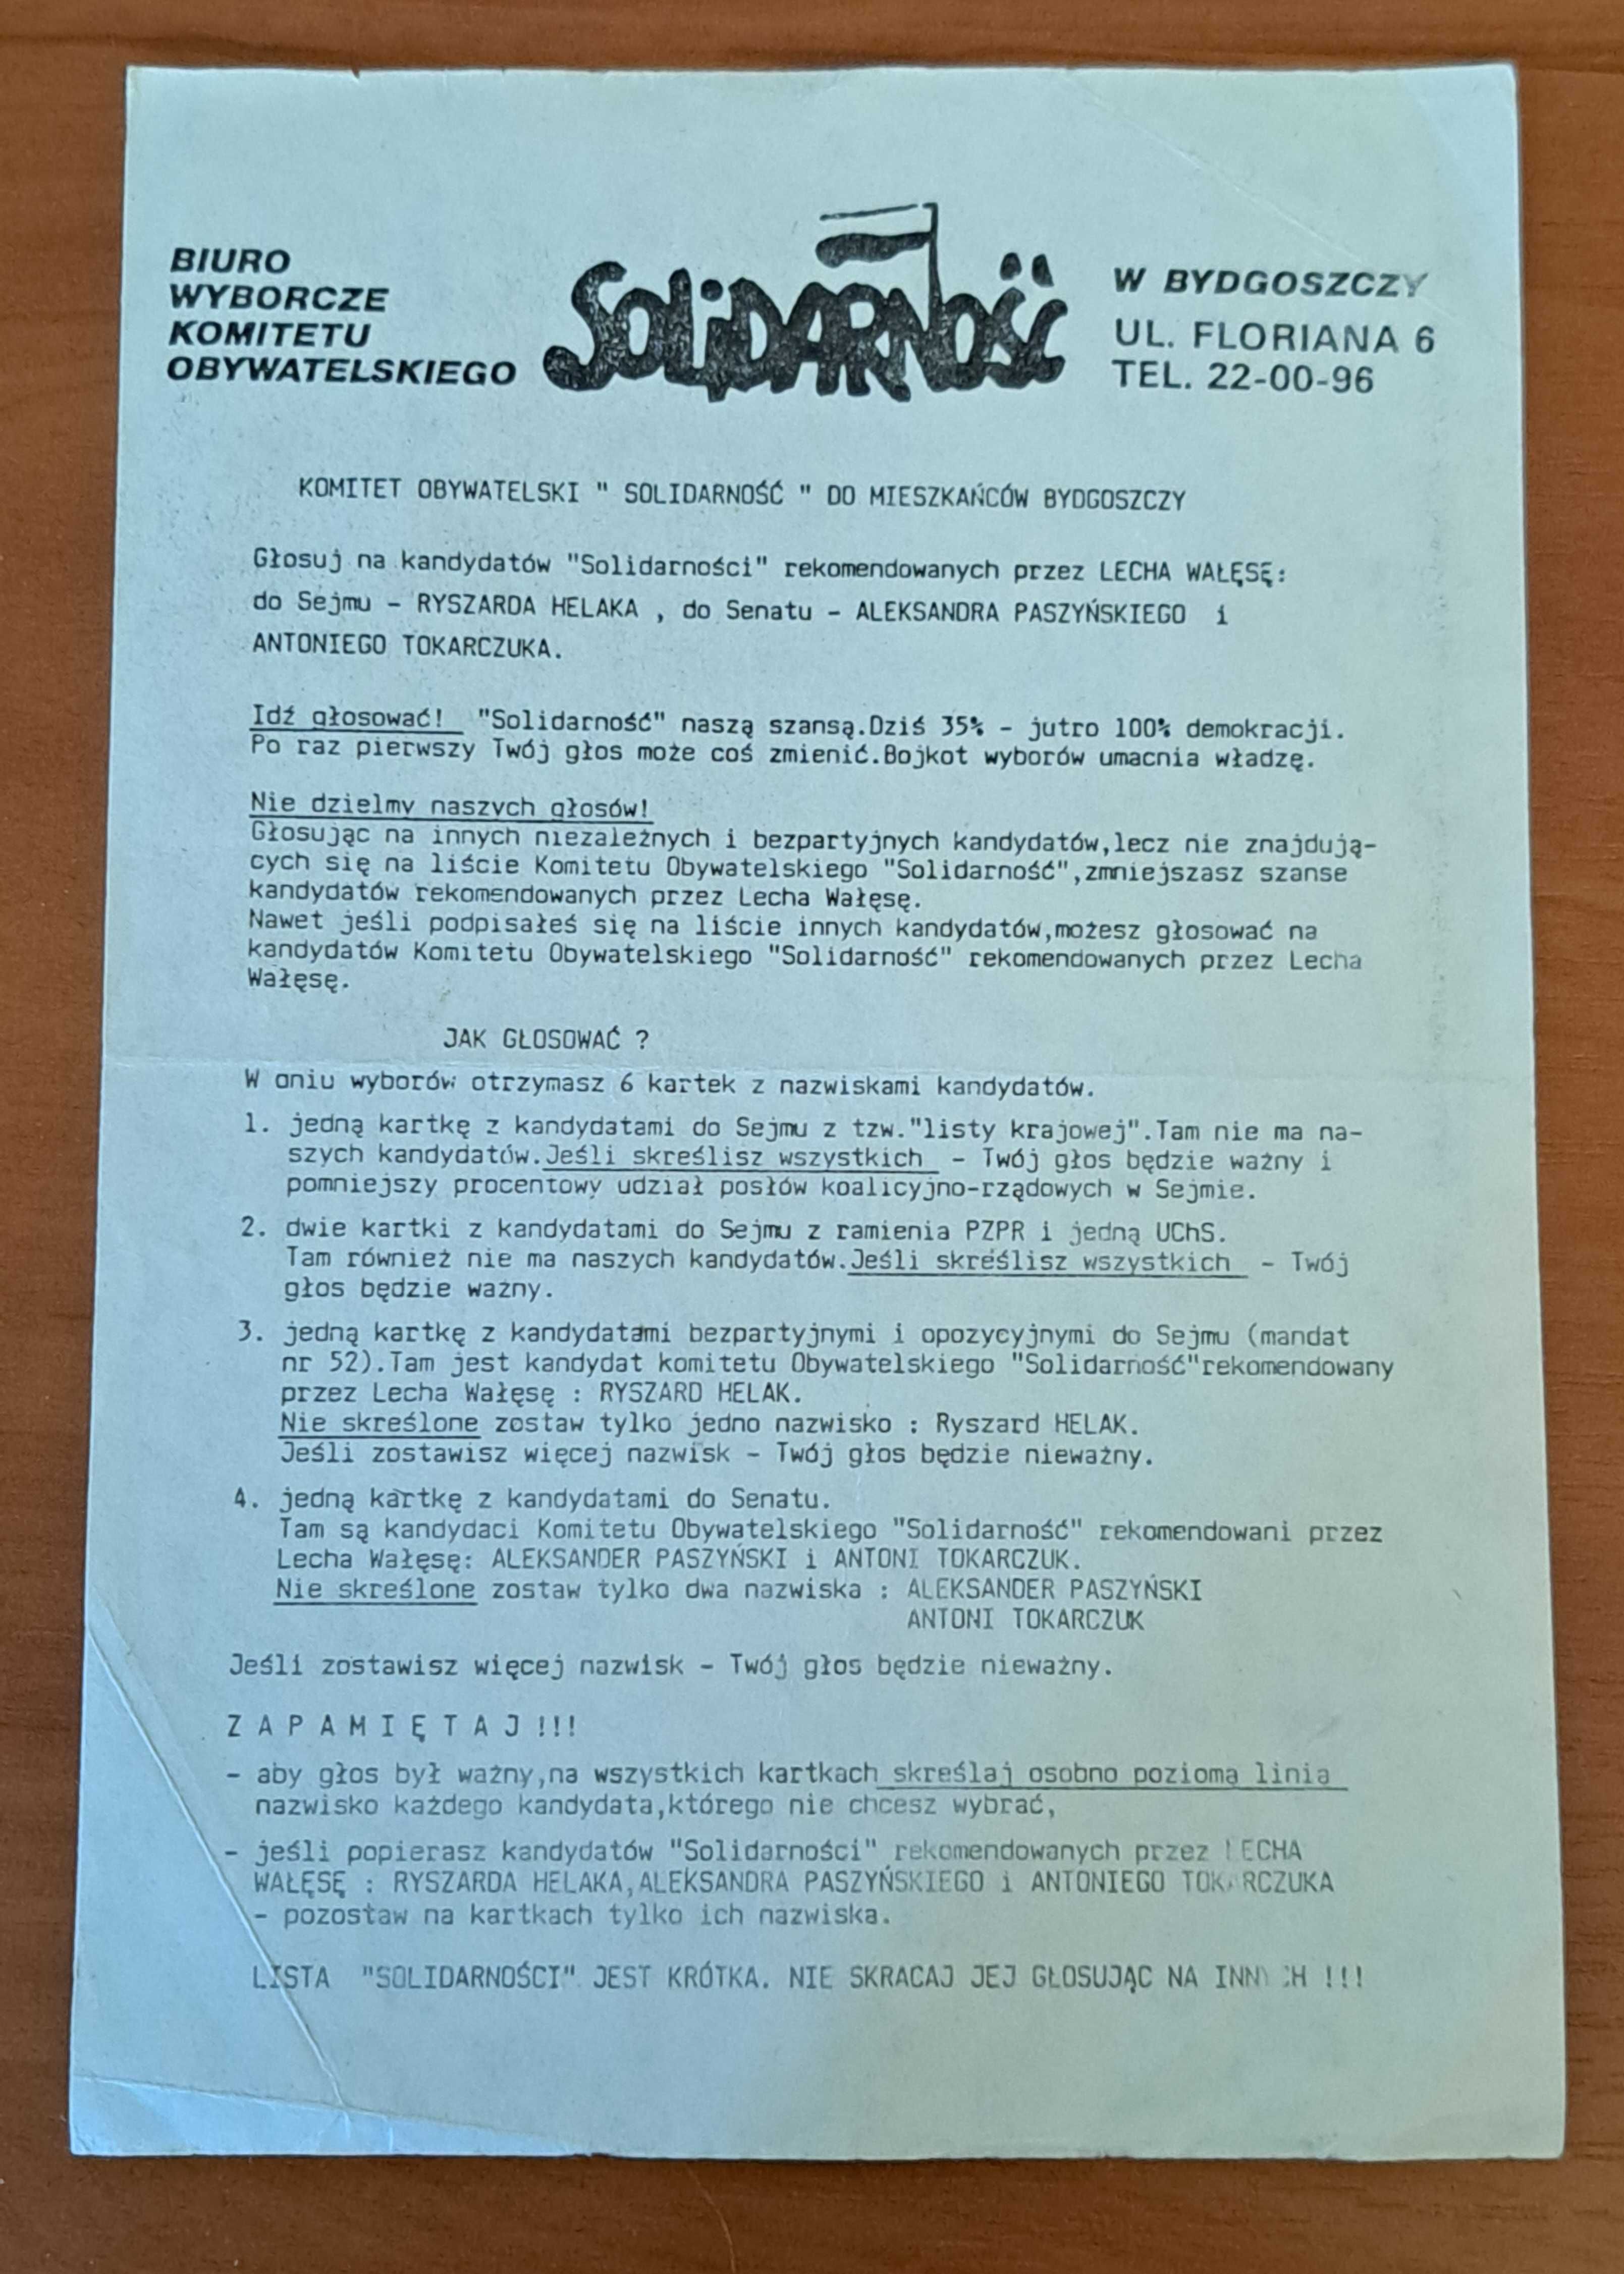 BIURO
WYBORCZE
KOMITETU
OBYWATELSKIEGO
SOLIDARNOŚĆ
W BYDGOSZCZY
UL. FLORIANA 6
TEL. 22-00-96
KOMITET OBYWATELSKI " SOLIDARNOŚĆ " DO MIESZKAŃCÓW BYDGOSZCZY
Głosuj na kandydatów "Solidarności" rekomendowanych przez LECHA WAŁĘSĘ:
do Sejmu – RYSZARDA HELAKA , do Senatu – ALEKSANDRA PASZYŃSKIEGO i
ANTONIEGO TOKARCZUKA.
Idź głosować! "Solidarność" naszą szansą.Dziś 35% – jutro 100% demokracji.
Po raz pierwszy Twój głos może coś zmienić.Bojkot wyborów umacnia władzę.
Nie dzielmy naszych głosów!
Głosując na innych niezależnych i bezpartyjnych kandydatów,lecz nie znajdują-
cych się na liście Komitetu Obywatelskiego "Solidarność",zmniejszasz szanse
kandydatów rekomendowanych przez Lecha Wałęsę.
Nawet jeśli podpisałeś się na liście innych kandydatów,możesz głosować na
kandydatów Komitetu Obywatelskiego "Solidarność" rekomendowanych przez Lecha
Wałęsę.
JAK GŁOSOWAĆ ?
W dniu wyborów otrzymasz 6 kartek z nazwiskami kandydatów.
1. jedną kartkę z kandydatami do Sejmu z tzw."listy krajowej".Tam nie ma na-
szych kandydatów.Jeśli skreślisz wszystkich – Twój głos będzie ważny i
pomniejszy procentowy udział posłów koalicyjno-rządowych w Sejmie.
2. dwie kartki z kandydatami do Sejmu z ramienia PZPR i jedną UChS.
Tam również nie ma naszych kandydatów.Jeśli skreślisz wszystkich – Twój
głos będzie ważny.
3. jedną kartkę z kandydatami bezpartyjnymi i opozycyjnymi do Sejmu (mandat
nr 52).Tam jest kandydat komitetu Obywatelskiego "Solidarność"rekomendowany
przez Lecha Wałęsę : RYSZARD HELAK.
Nie skreślone zostaw tylko jedno nazwisko : Ryszard HELAK.
Jeśli zostawisz więcej nazwisk – Twój głos będzie nieważny.
4. jedną kartkę z kandydatami do Senatu.
Tam są kandydaci Komitetu Obywatelskiego "Solidarność" rekomendowani przez
Lecha Wałęsę: ALEKSANDER PASZYŃSKI i ANTONI TOKARCZUK.
Nie skreślone zostaw tylko dwa nazwiska : ALEKSANDER PASZYŃSKI
ANTONI TOKARCZUK
Jeśli zostawisz więcej nazwisk – Twój głos będzie nieważny.
Z A P A M I Ę T A J !!!
– aby głos był ważny,na wszystkich kartkach skreślaj osobno poziomą linią
nazwisko każdego kandydata,którego nie chcesz wybrać,
– jeśli popierasz kandydatów "Solidarności" rekomendowanych przez LECHA
WAŁĘSĘ : RYSZARDA HELAKA,ALEKSANDRA PASZYŃSKIEGO i ANTONIEGO TOKARCZUKA
– pozostaw na kartkach tylko ich nazwiska.
LISTA "SOLIDARNOŚCI" JEST KRÓTKA. NIE SKRACAJ JEJ GŁOSUJĄC NA INNYCH !!!